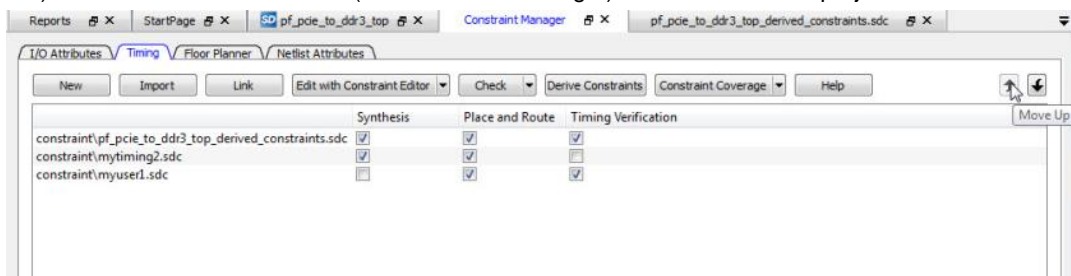 Reports StartPage pf_pcie_to_ddr3_top Constraint Manager pf_pcie_to_ddr3_top_derived_constraints.sdc
I/O Attributes Timing Floor Planner Netlist Attributes
New Import Link Edit with Constraint Editor Check Derive Constraints Constraint Coverage Help
Move Up
Synthesis Place and Route Timing Verification
constraint\pf_pcie_to_ddr3_top_derived_constraints.sdc
constraint\mytiming2.sdc
constraint\myuser1.sdc